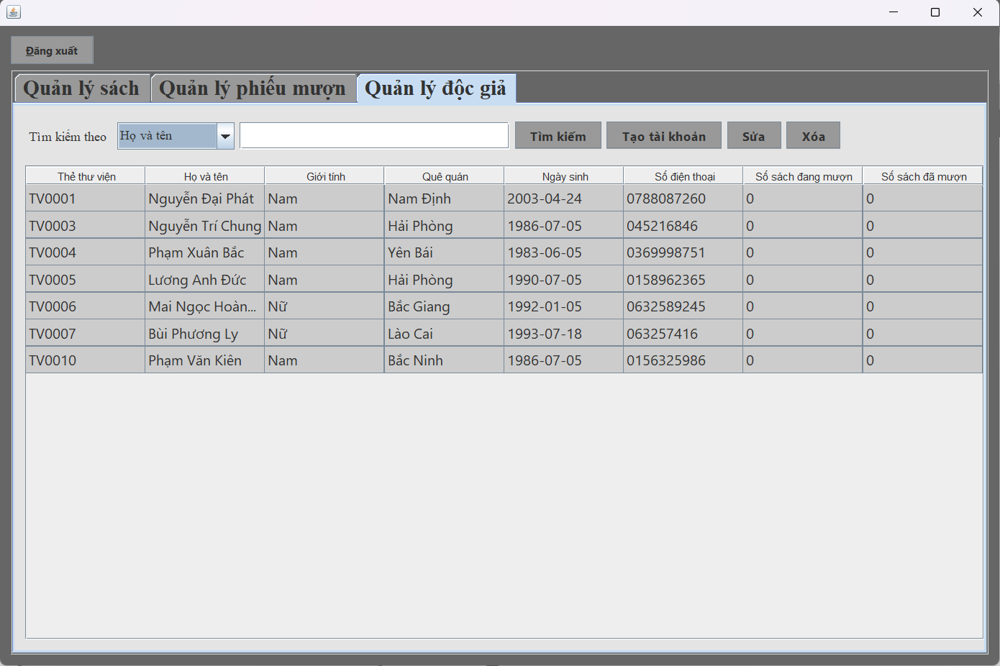 Đăng xuất
Quản lý sách Quản lý phiếu mượn Quản lý độc giả
Tìm kiếm theo Họ và tên Tìm kiếm Tạo tài khoản Sửa Xóa
Thẻ thư viện Họ và tên Giới tính Quê quán Ngày sinh Số điện thoại Số sách đang mượn Số sách đã mượn
TV0001 Nguyễn Đại Phát Nam Nam Định 2003-04-24 0788087260 0 0
TV0003 Nguyễn Trí Chung Nam Hải Phòng 1986-07-05 045216846 0 0
TV0004 Phạm Xuân Bắc Nam Yên Bái 1983-06-05 0369998751 0 0
TV0005 Lương Anh Đức Nam Hải Phòng 1990-07-05 0158962365 0 0
TV0006 Mai Ngọc Hoàn... Nữ Bắc Giang 1992-01-05 0632589245 0 0
TV0007 Bùi Phương Ly Nữ Lào Cai 1993-07-18 063257416 0 0
TV0010 Phạm Văn Kiên Nam Bắc Ninh 1986-07-05 0156325986 0 0